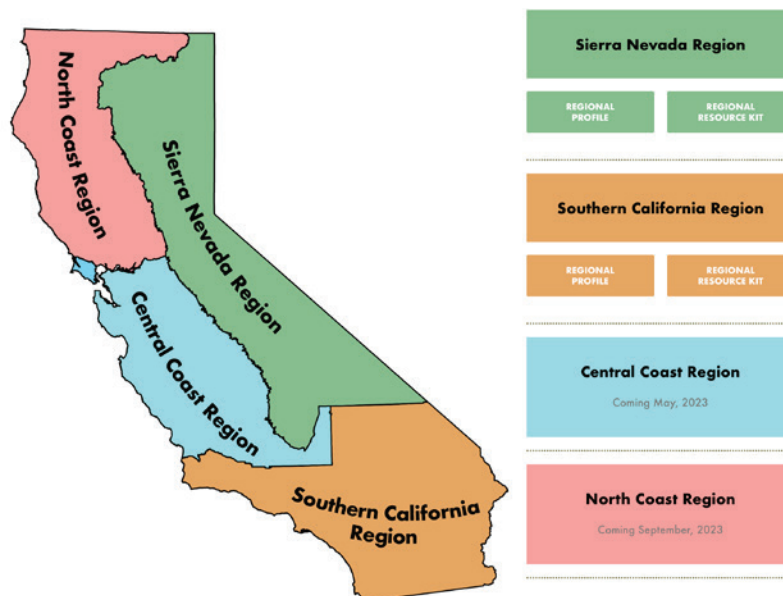 North Coast Region
Sierra Nevada Region
Central Coast Region
Southern California
Region
Sierra Nevada Region
REGIONAL
PROFILE
REGIONAL
RESOURCE KIT
Southern California Region
REGIONAL
PROFILE
REGIONAL
RESOURCE KIT
Central Coast Region
Coming May, 2023
North Coast Region
Coming September, 2023